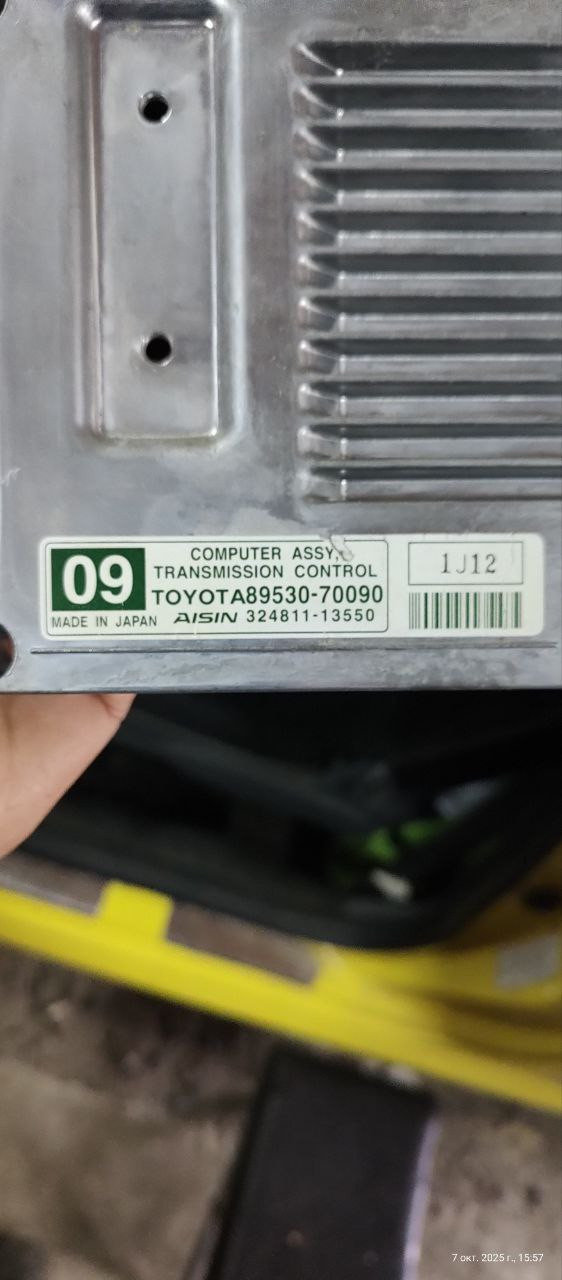 09
COMPUTER ASSY,
TRANSMISSION CONTROL
TOYOTA89530-70090
MADE IN JAPAN AISIN 324811-13550
1J12
7 окт. 2025 г., 15:57